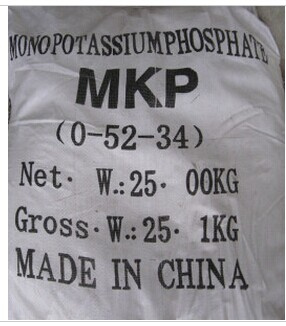 MONOPOTASSIUMPHOSPHATE
MKP
(0-52-34)
Net· W.:25· 00KG
Gross·W.:25· 1KG
MADE IN CHINA